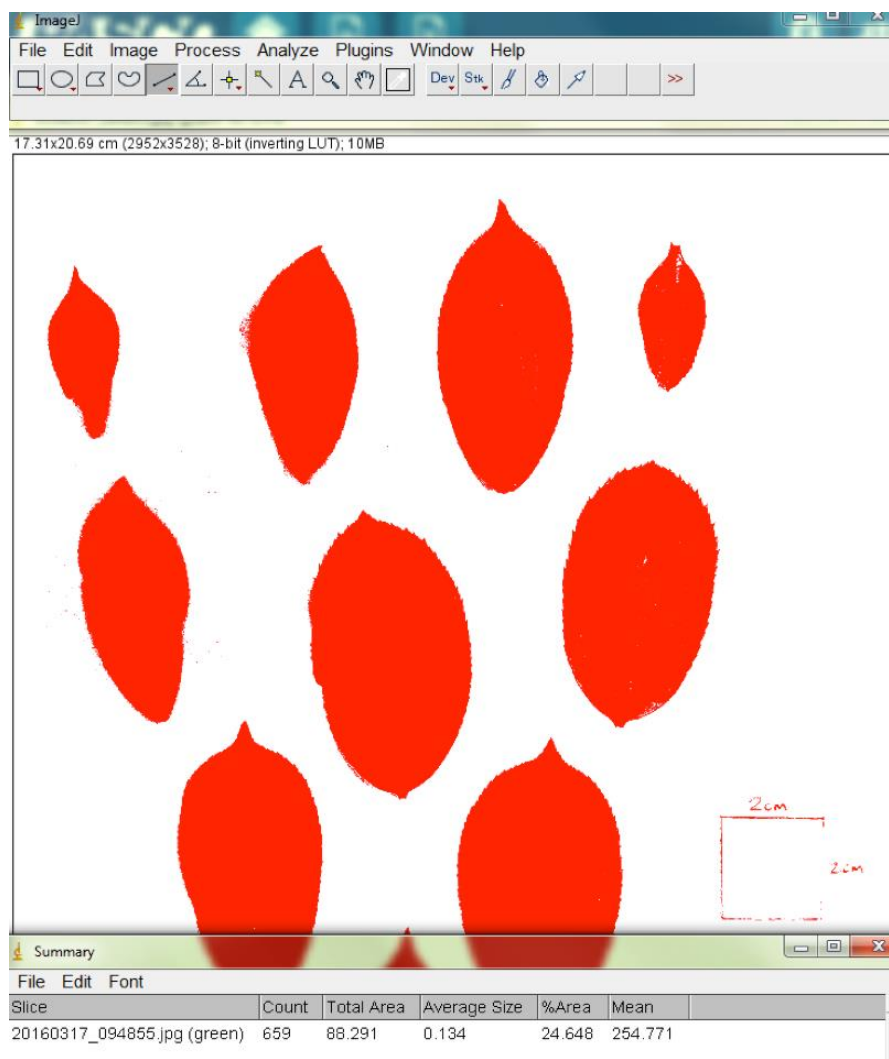 ImageJ
File Edit Image Process Analyze Plugins Window Help
A Dev Stk >>
17.31x20.69 cm (2952x3528); 8-bit (inverting LUT); 10MB
2cm
2cm
Summary
File Edit Font
Slice Count Total Area Average Size %Area Mean
20160317_094855.jpg (green) 659 88.291 0.134 24.648 254.771